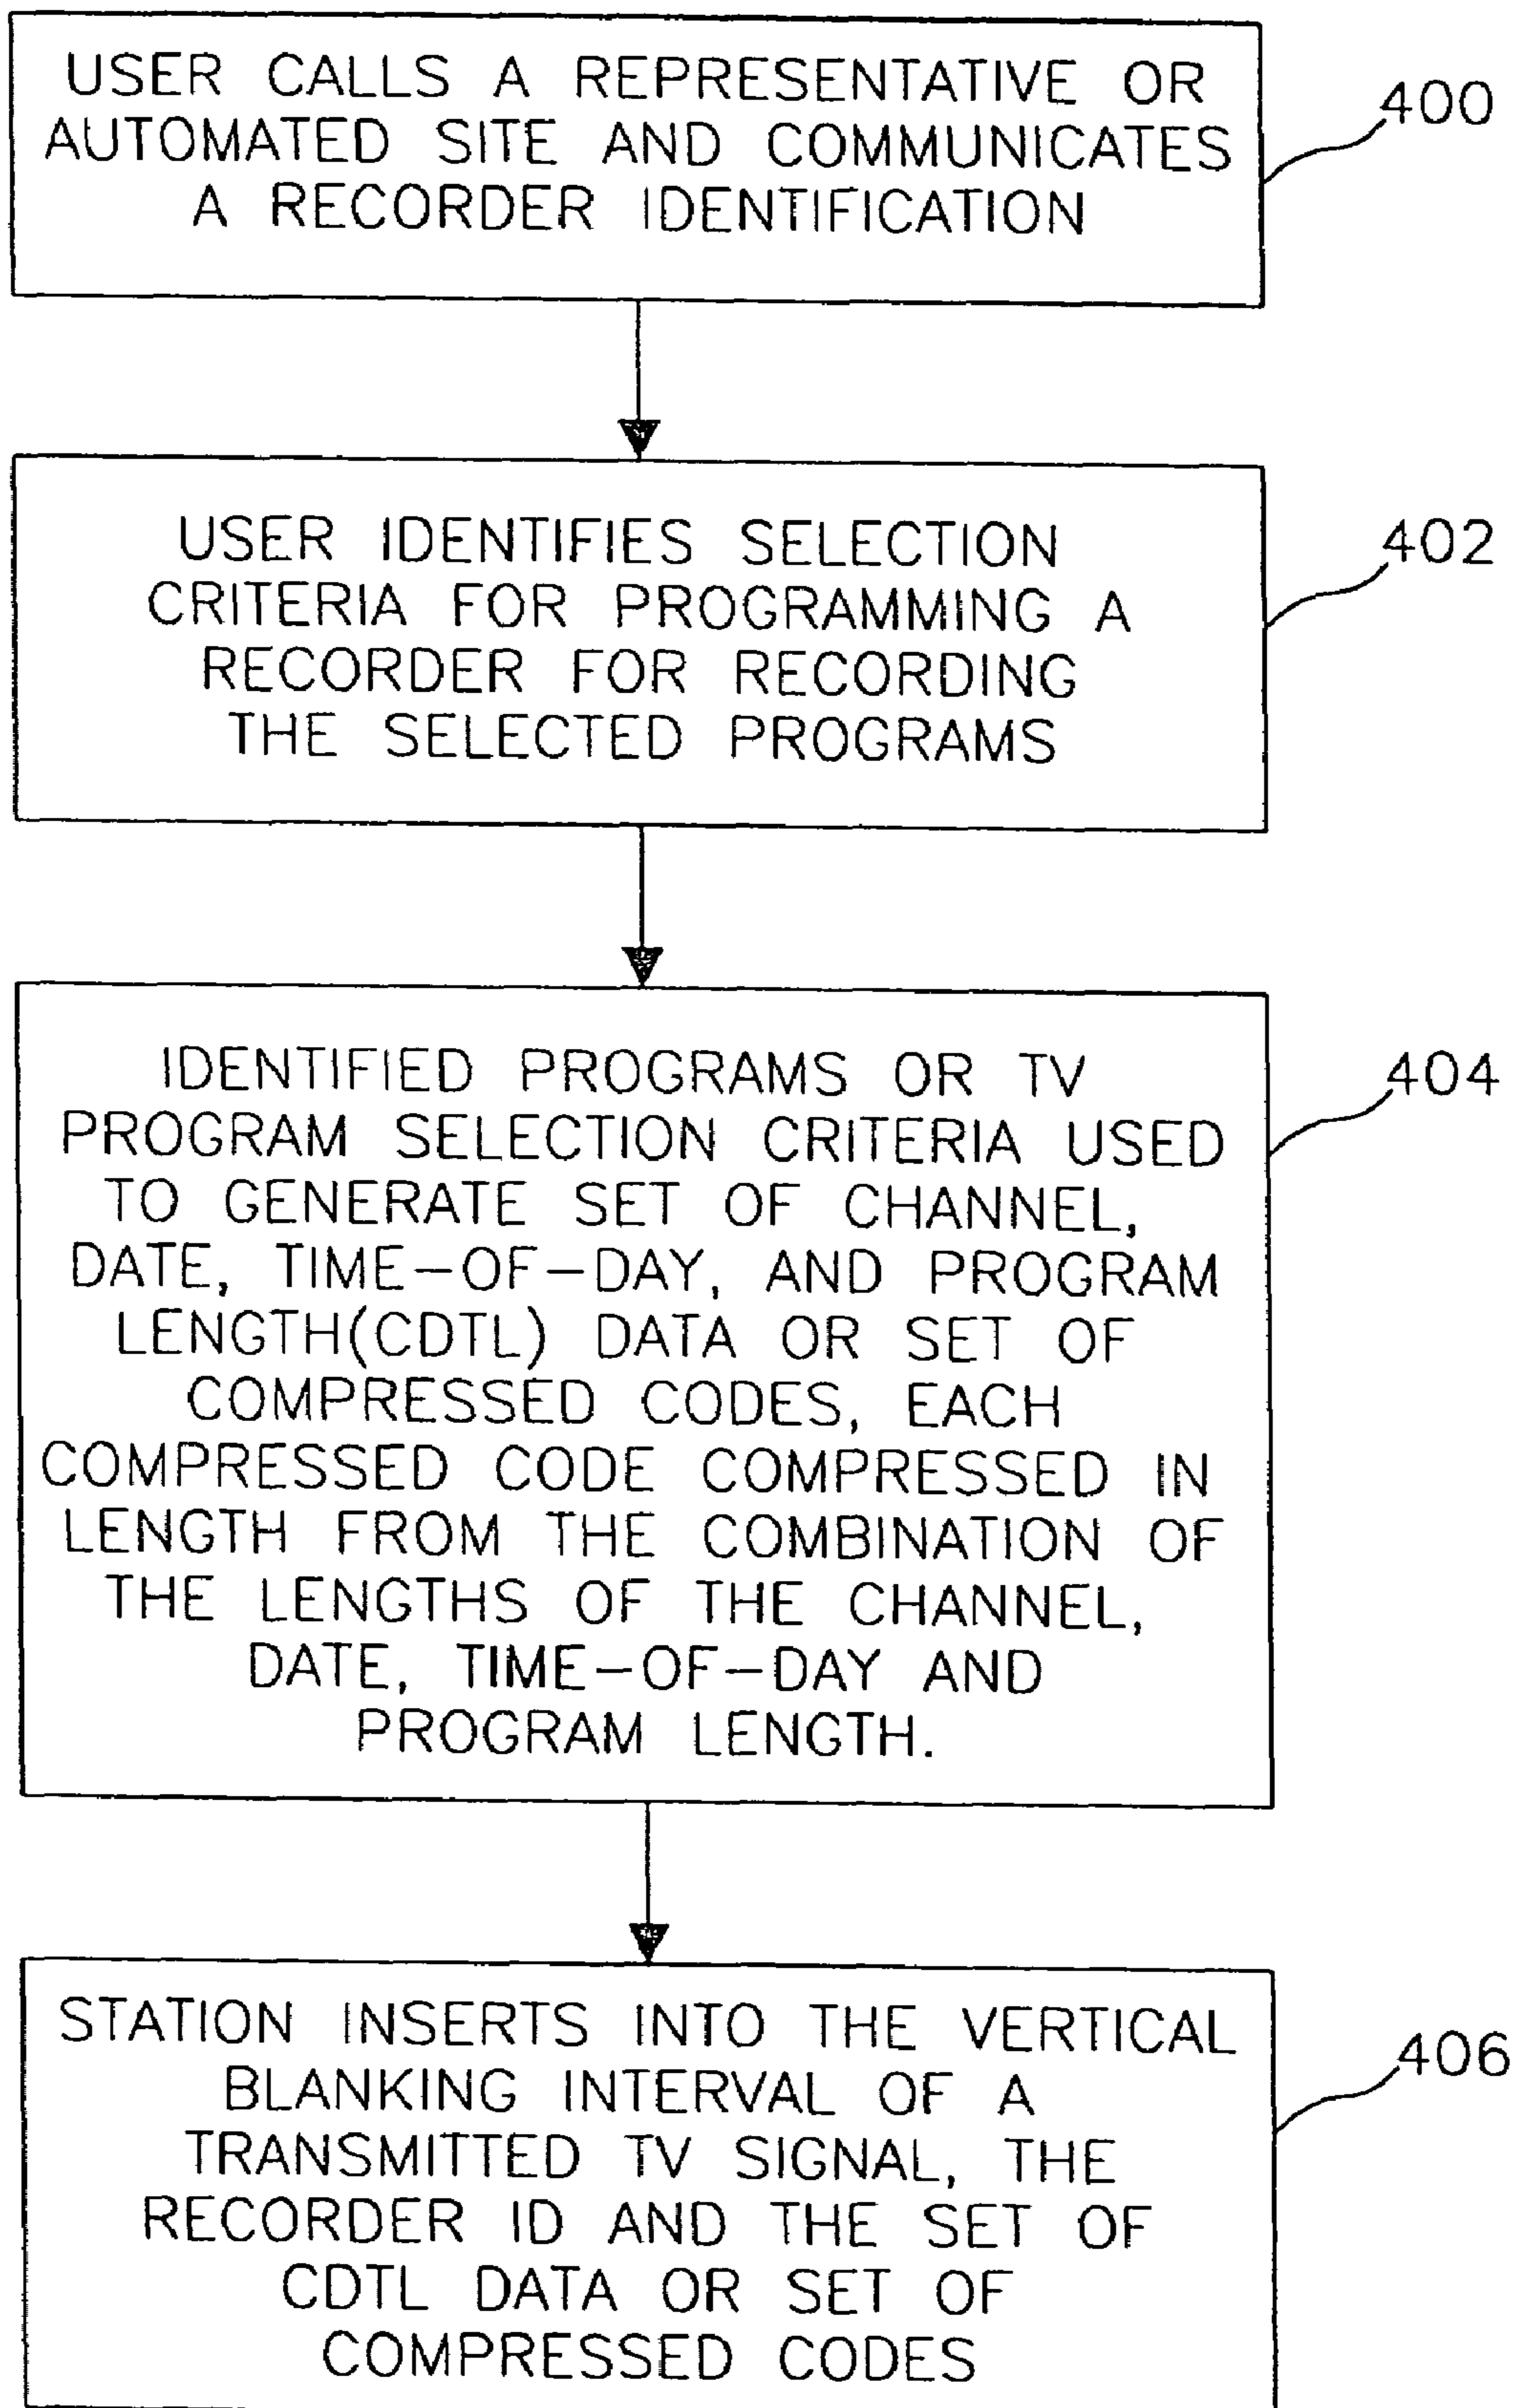 USER CALLS A REPRESENTATIVE OR
AUTOMATED SITE AND COMMUNICATES
A RECORDER IDENTIFICATION
400
USER IDENTIFIES SELECTION
CRITERIA FOR PROGRAMMING A
RECORDER FOR RECORDING
THE SELECTED PROGRAMS
402
IDENTIFIED PROGRAMS OR TV
PROGRAM SELECTION CRITERIA USED
TO GENERATE SET OF CHANNEL,
DATE, TIME-OF-DAY, AND PROGRAM
LENGTH(CDTL) DATA OR SET OF
COMPRESSED CODES, EACH
COMPRESSED CODE COMPRESSED IN
LENGTH FROM THE COMBINATION OF
THE LENGTHS OF THE CHANNEL,
DATE, TIME-OF-DAY AND
PROGRAM LENGTH.
404
STATION INSERTS INTO THE VERTICAL
BLANKING INTERVAL OF A
TRANSMITTED TV SIGNAL, THE
RECORDER ID AND THE SET OF
CDTL DATA OR SET OF
COMPRESSED CODES
406